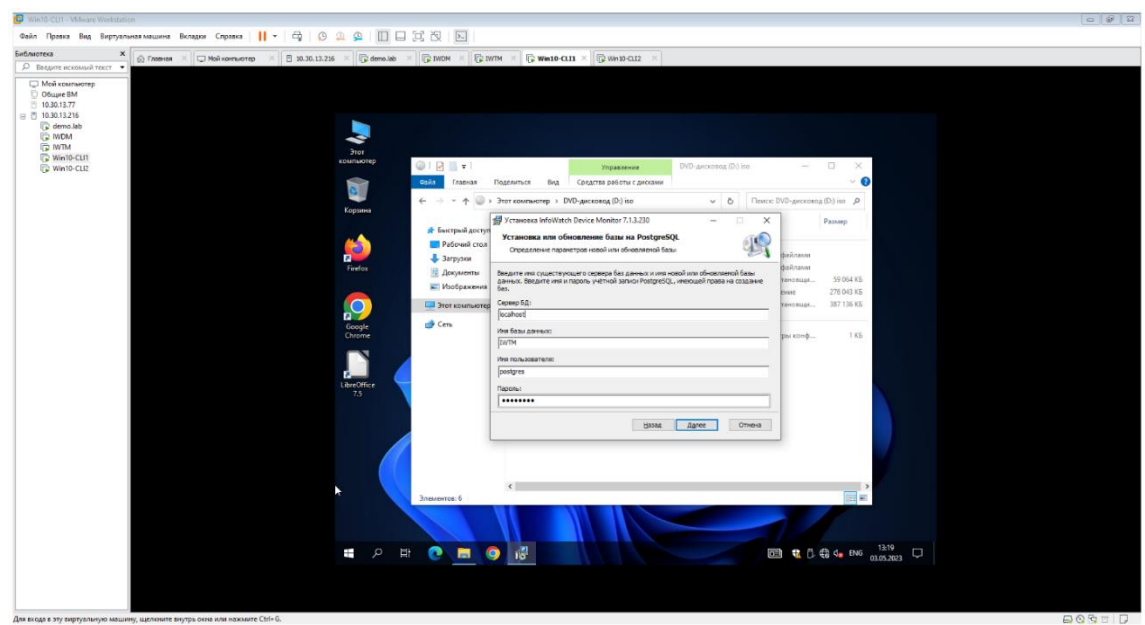 Win10-CLI1 - VMware Workstation
Файл Правка Вид Виртуальная машина Вкладки Справка
Библиотека
Введите искомый текст
Главная Мой компьютер 10.30.13.216 demo.lab IWDM IWTM Win10-CLI1 Win10-CLI2
Мой компьютер
Общие ВМ
10.30.13.77
10.30.13.216
demo.lab
IWDM
IWTM
Win10-CLI1
Win10-CLI2
Этот компьютер
Корзина
Firefox
Google Chrome
LibreOffice 7.5
Управление DVD-дисковод (D:) iso
Файл Главная Поделиться Вид Средства работы с дисками
Этот компьютер > DVD-дисковод (D:) iso
Поиск: DVD-дисковод (D:) iso
Размер
Быстрый доступ
Рабочий стол
Загрузки
Документы
Изображения
Этот компьютер
Сеть
файлами
файлами
59 064 КБ
276 043 КБ
387 136 КБ
1 КБ
Установка InfoWatch Device Monitor 7.1.3.230
Установка или обновление базы на PostgreSQL
Определение параметров новой или обновляемой базы
Введите имя существующего сервера баз данных и имя новой или обновляемой базы
данных. Введите имя и пароль учётной записи PostgreSQL, имеющей права на создание
баз.
Сервер БД:
localhost
Имя базы данных:
IWTM
Имя пользователя:
postgres
Пароль:
••••••••
Назад Далее Отмена
Элементов: 6
ENG
13:19
03.05.2023
Для входа в эту виртуальную машину, щелкните внутрь окна или нажмите Ctrl+G.